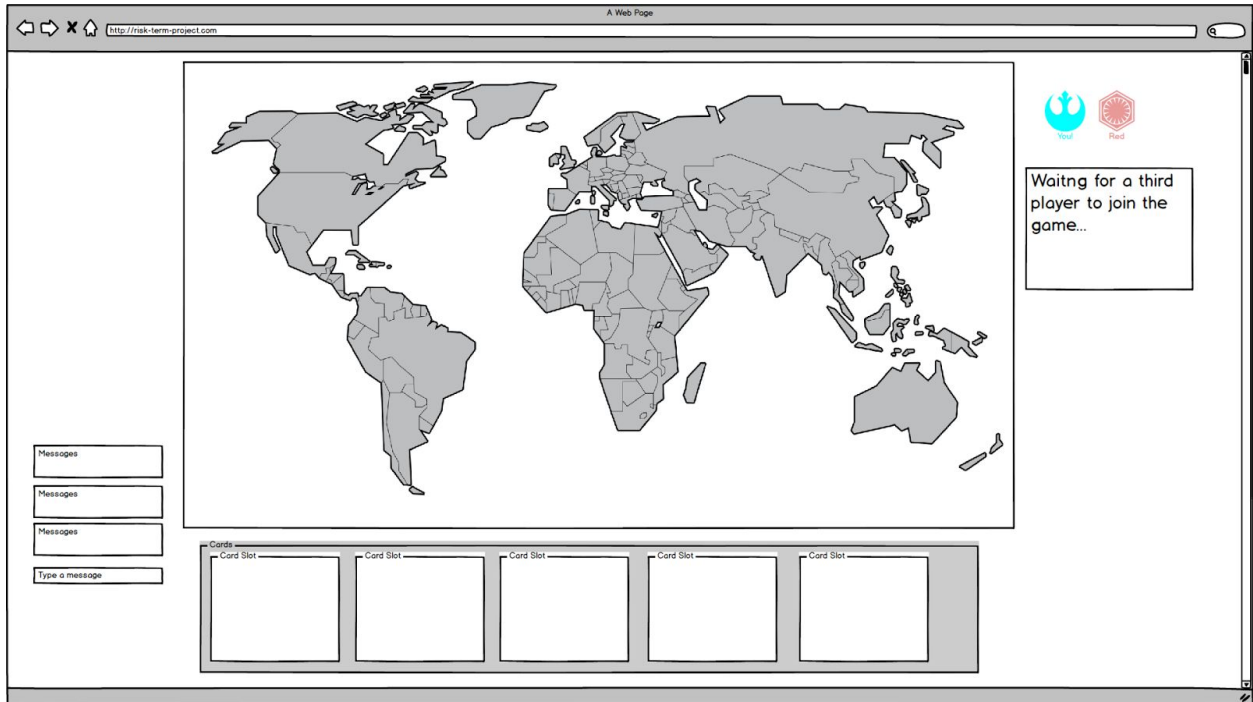 A Web Page
http://risk-term-project.com
You!
Red
Waitng for a third
player to join the
game...
Messages
Messages
Messages
Type a message
Cards
Card Slot
Card Slot
Card Slot
Card Slot
Card Slot